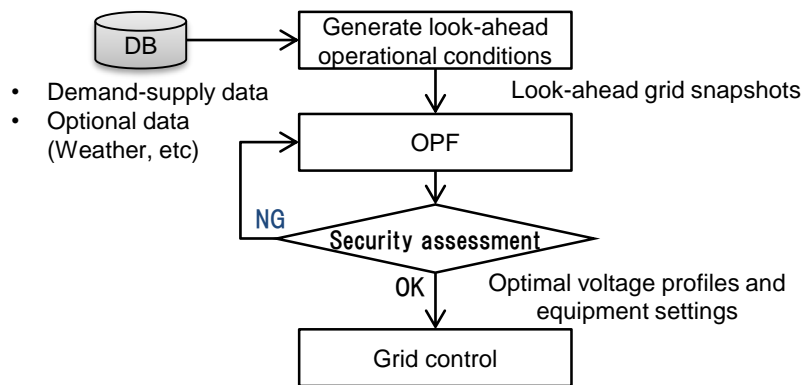 DB
Generate look-ahead
operational conditions
• Demand-supply data
• Optional data
(Weather, etc)
Look-ahead grid snapshots
OPF
NG
Security assessment
OK
Optimal voltage profiles and
equipment settings
Grid control